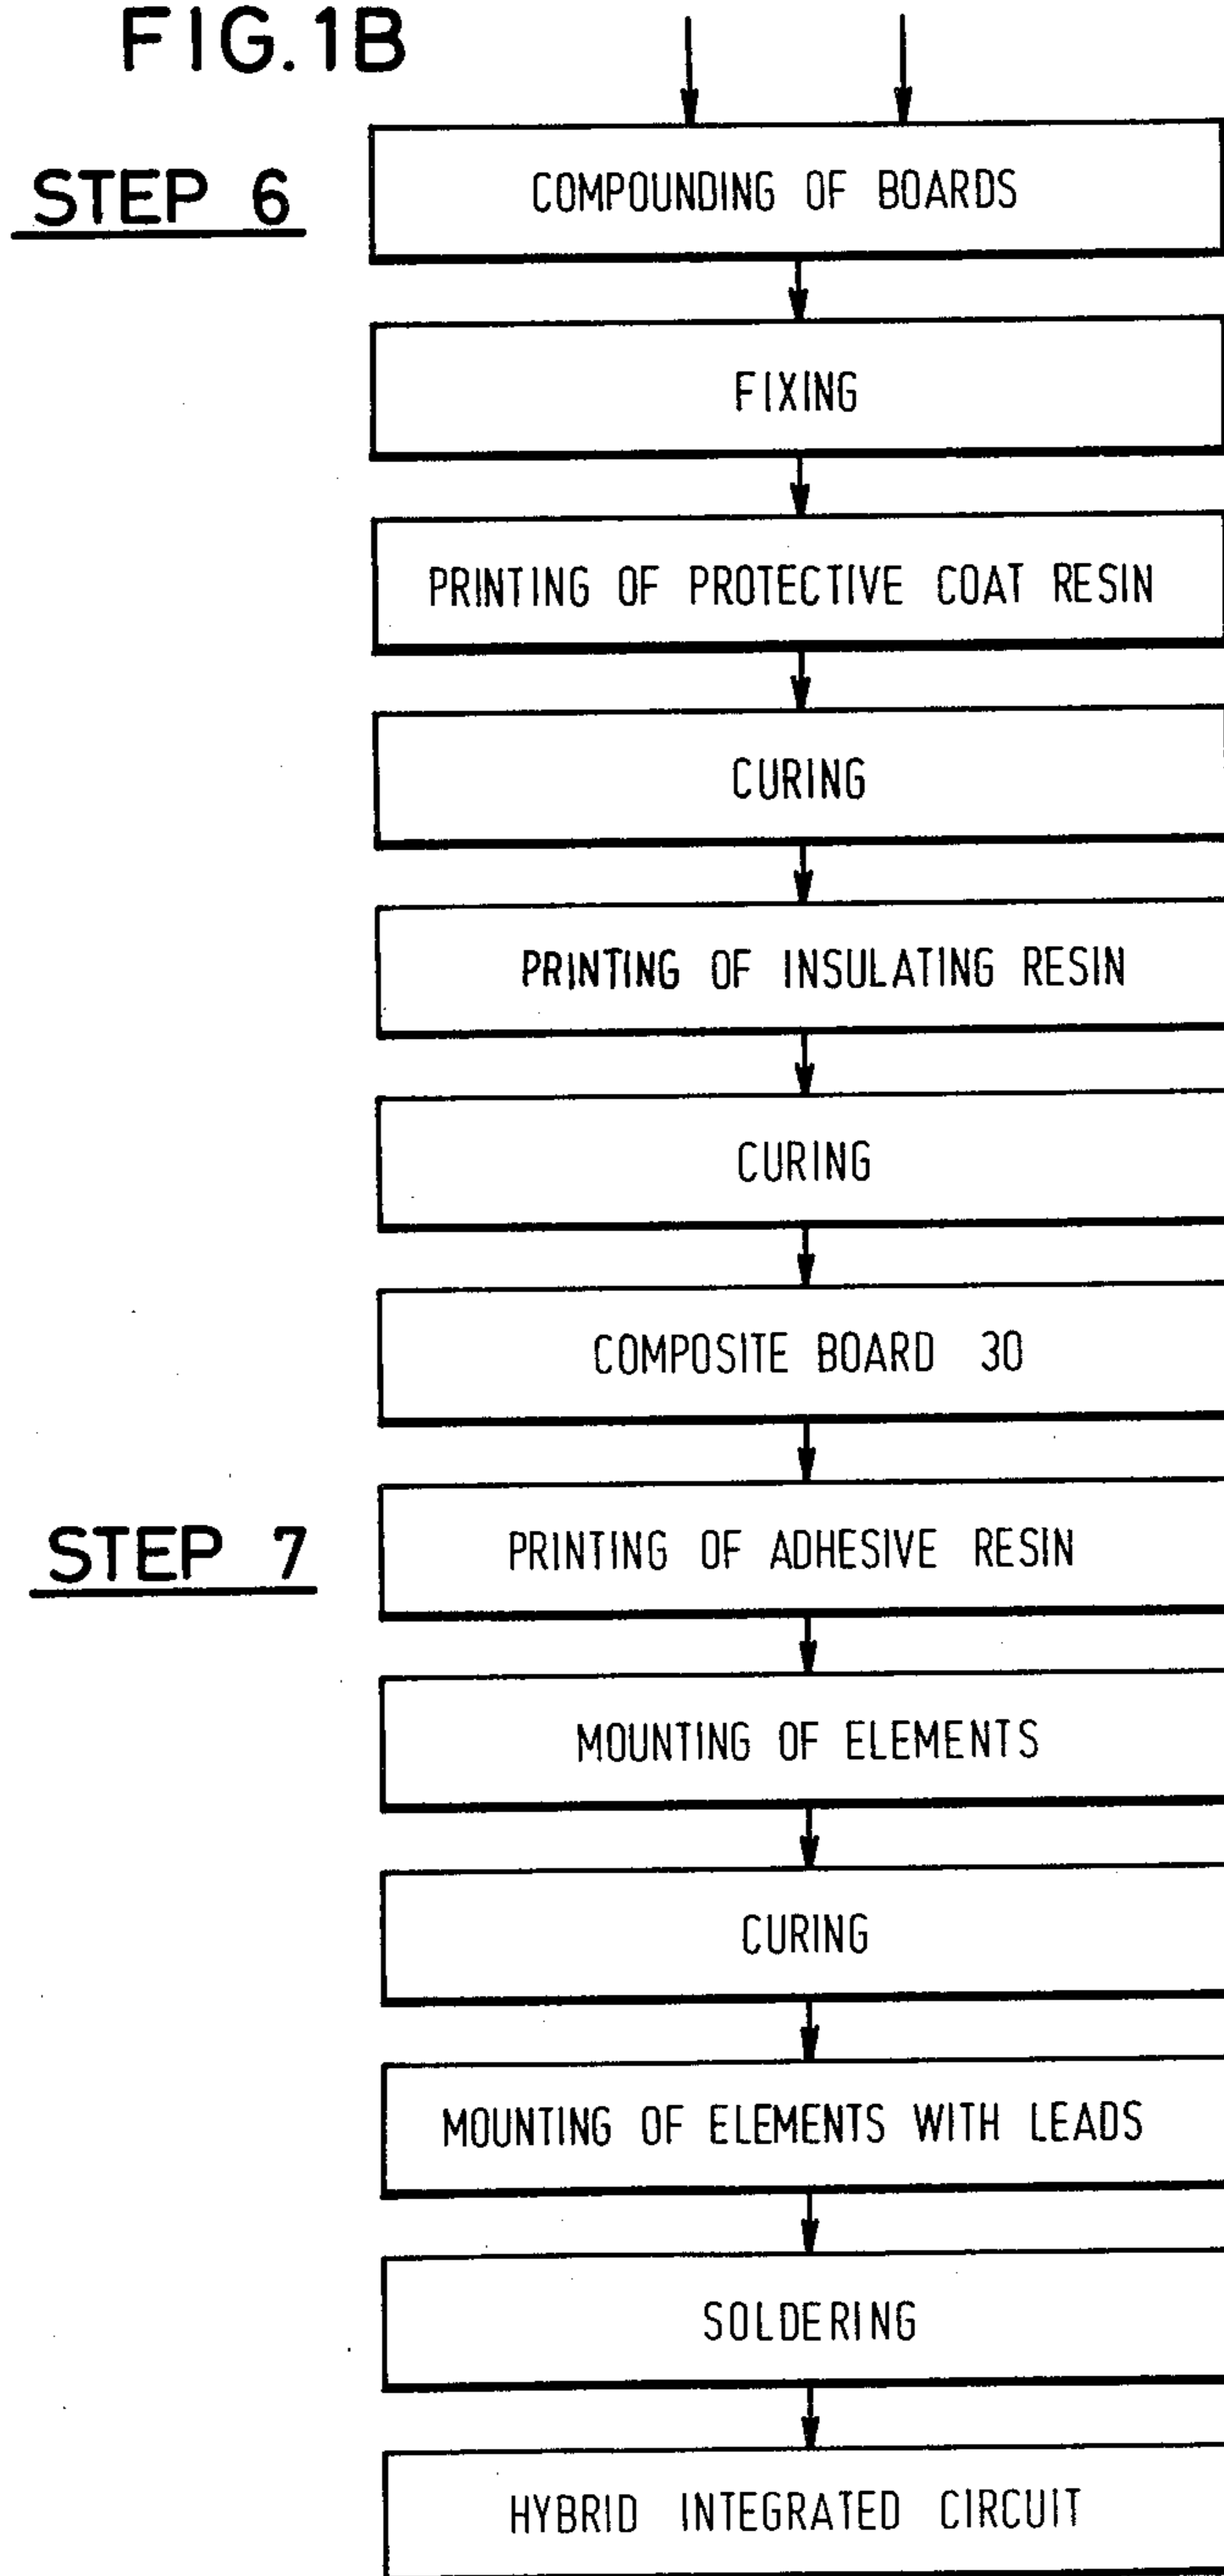 FIG.1B
STEP 6
COMPOUNDING OF BOARDS
FIXING
PRINTING OF PROTECTIVE COAT RESIN
CURING
PRINTING OF INSULATING RESIN
CURING
COMPOSITE BOARD 30
STEP 7
PRINTING OF ADHESIVE RESIN
MOUNTING OF ELEMENTS
CURING
MOUNTING OF ELEMENTS WITH LEADS
SOLDERING
HYBRID INTEGRATED CIRCUIT